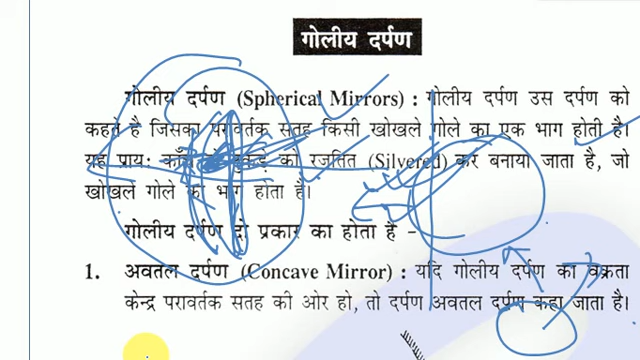 गोलीय दर्पण
गोलीय दर्पण (Spherical Mirrors) : गोलीय दर्पण उस दर्पण को
कहते है जिसका परावर्तक सतह किसी खोखले गोले का एक भाग होती है।
यह प्रायः काँच के टुकड़े को रजतित (Silvered) कर बनाया जाता है, जो
खोखले गोले का भाग होता है।
गोलीय दर्पण दो प्रकार का होता है -
1. अवतल दर्पण (Concave Mirror) : यदि गोलीय दर्पण का वक्रता
केन्द्र परावर्तक सतह की ओर हो, तो दर्पण अवतल दर्पण कहा जाता है।